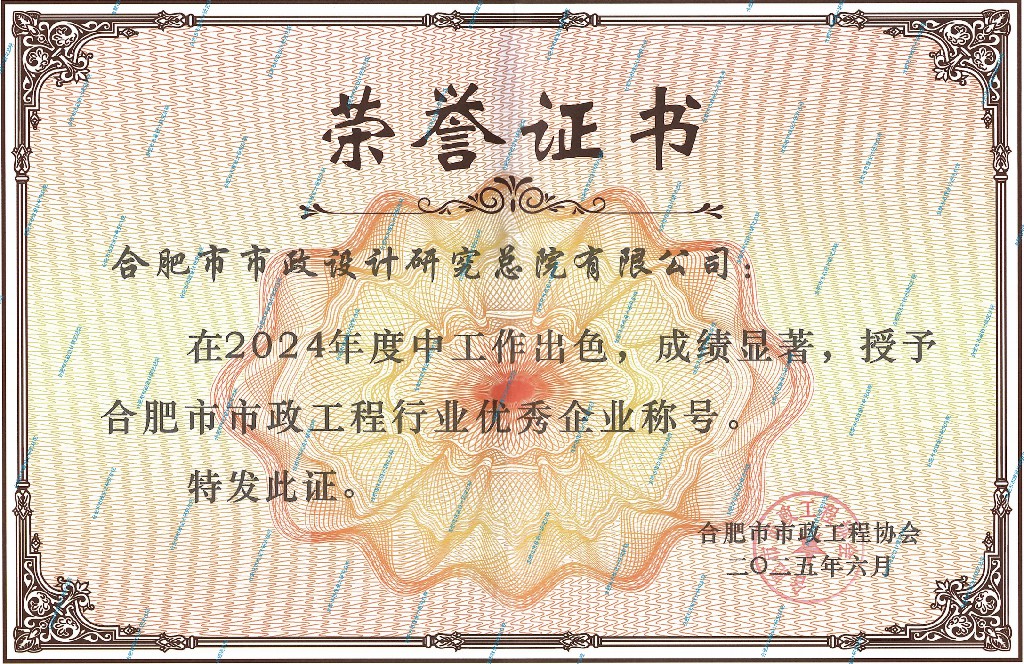 荣誉证书
合肥市市政设计研究总院有限公司：
在2024年度中工作出色，成绩显著，授予
合肥市市政工程行业优秀企业称号。
特发此证。
合肥市市政工程协会
二〇二五年六月